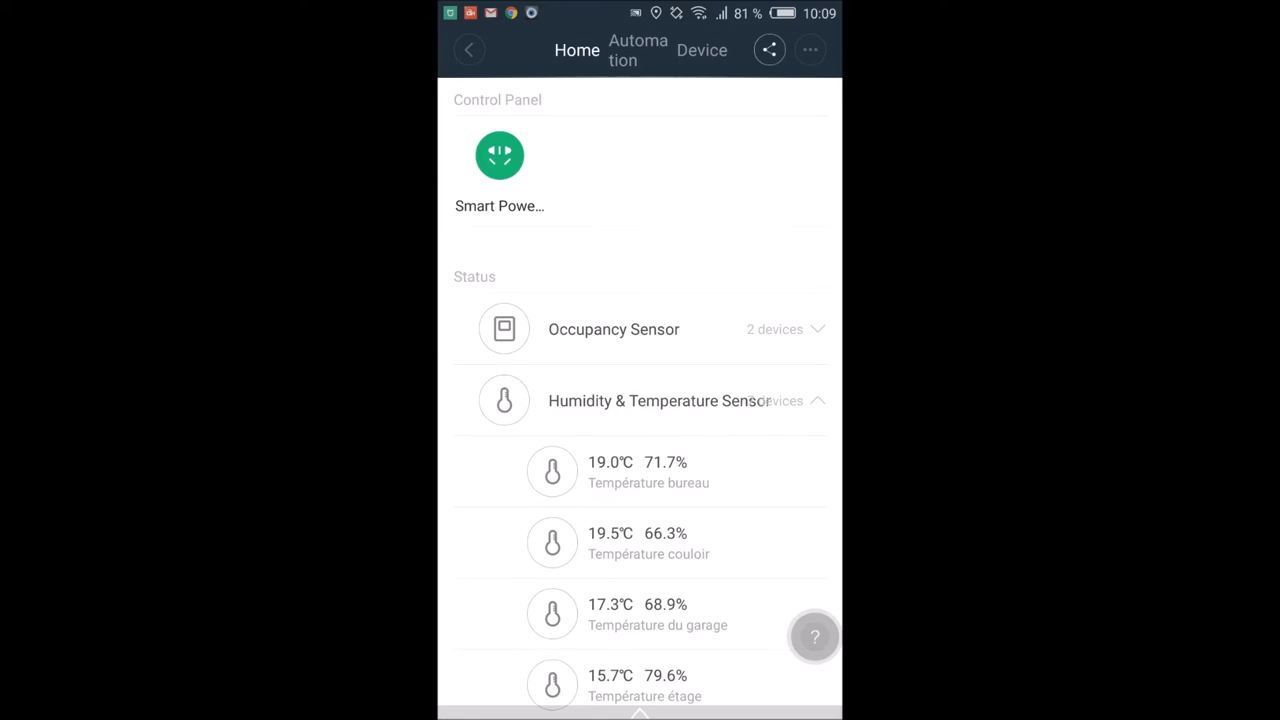 81 % 10:09
Home Automa
tion Device
Control Panel
Smart Powe...
Status
Occupancy Sensor 2 devices
Humidity & Temperature Sensor devices
19.0℃ 71.7%
Température bureau
19.5℃ 66.3%
Température couloir
17.3℃ 68.9%
Température du garage
?
15.7℃ 79.6%
Température étage